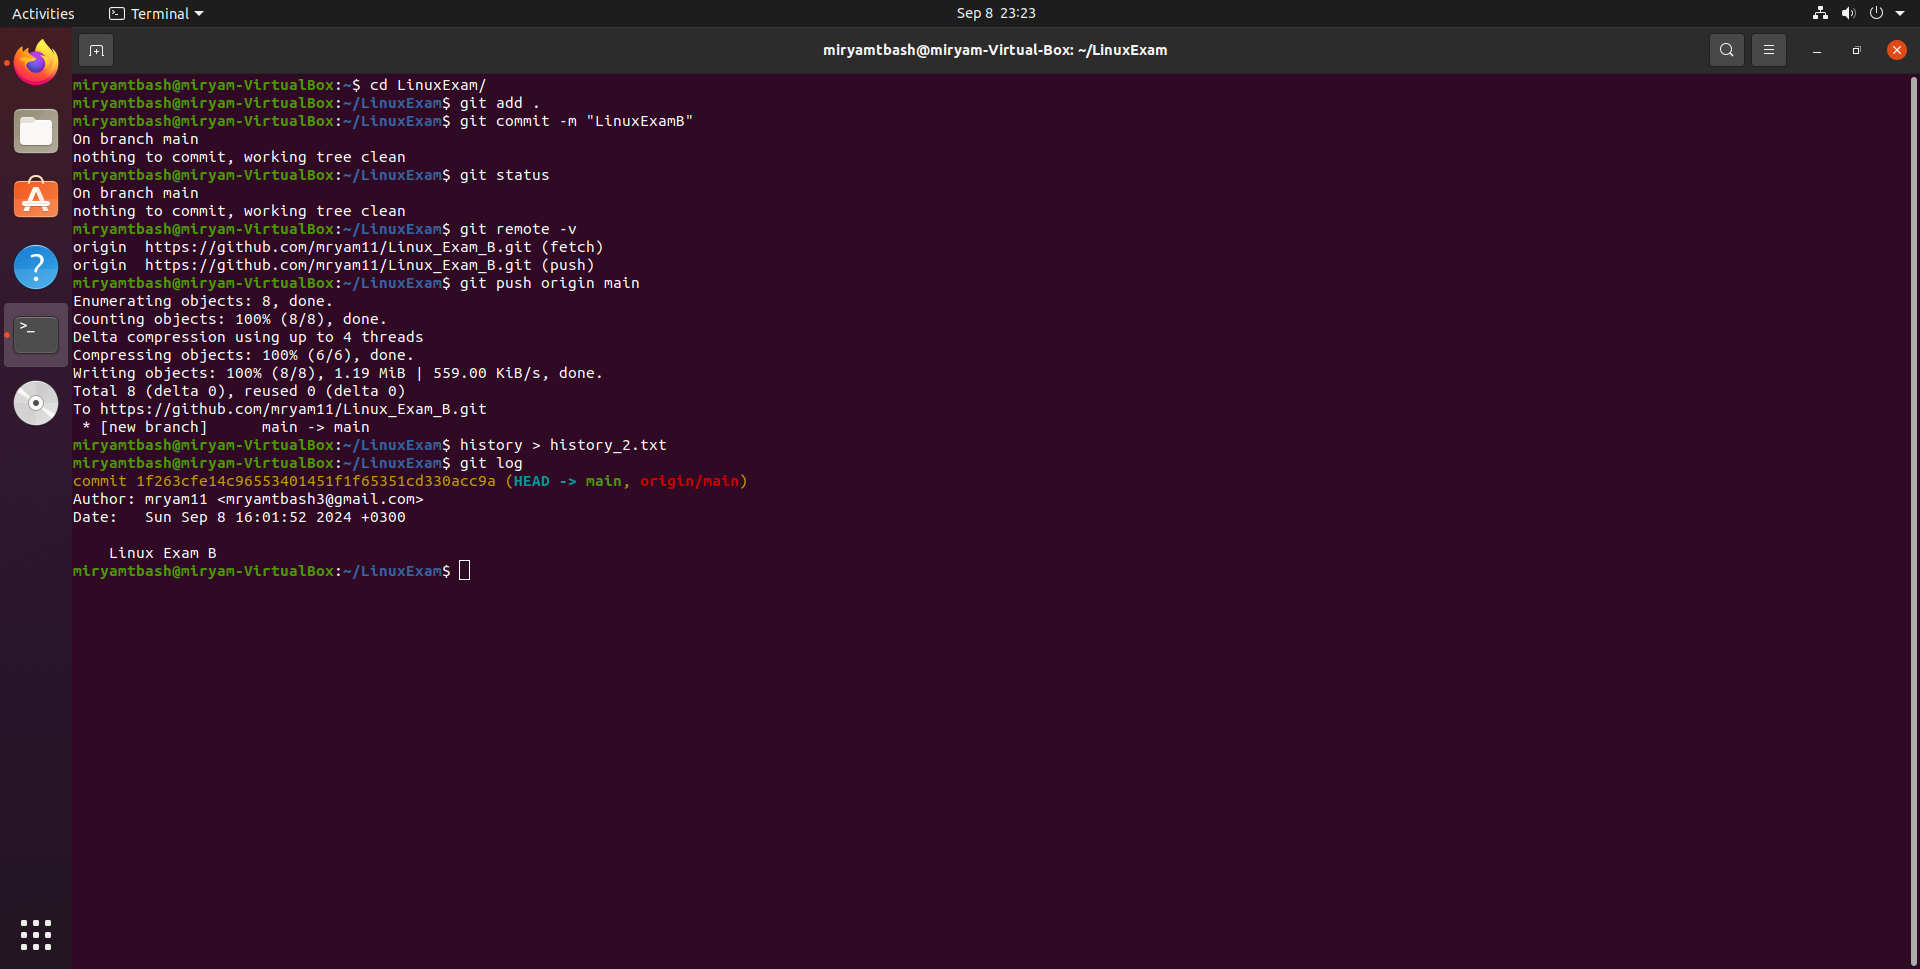 Activities
Terminal
Sep 8 23:23
miryamtbash@miryam-Virtual-Box: ~/LinuxExam
miryamtbash@miryam-VirtualBox:~$ cd LinuxExam/
miryamtbash@miryam-VirtualBox:~/LinuxExam$ git add .
miryamtbash@miryam-VirtualBox:~/LinuxExam$ git commit -m "LinuxExamB"
On branch main
nothing to commit, working tree clean
miryamtbash@miryam-VirtualBox:~/LinuxExam$ git status
On branch main
nothing to commit, working tree clean
miryamtbash@miryam-VirtualBox:~/LinuxExam$ git remote -v
origin  https://github.com/mryam11/Linux_Exam_B.git (fetch)
origin  https://github.com/mryam11/Linux_Exam_B.git (push)
miryamtbash@miryam-VirtualBox:~/LinuxExam$ git push origin main
Enumerating objects: 8, done.
Counting objects: 100% (8/8), done.
Delta compression using up to 4 threads
Compressing objects: 100% (6/6), done.
Writing objects: 100% (8/8), 1.19 MiB | 559.00 KiB/s, done.
Total 8 (delta 0), reused 0 (delta 0)
To https://github.com/mryam11/Linux_Exam_B.git
 * [new branch]      main -> main
miryamtbash@miryam-VirtualBox:~/LinuxExam$ history > history_2.txt
miryamtbash@miryam-VirtualBox:~/LinuxExam$ git log
commit 1f263cfe14c96553401451f1f65351cd330acc9a (HEAD -> main, origin/main)
Author: mryam11 <mryamtbash3@gmail.com>
Date:   Sun Sep 8 16:01:52 2024 +0300
    Linux Exam B
miryamtbash@miryam-VirtualBox:~/LinuxExam$